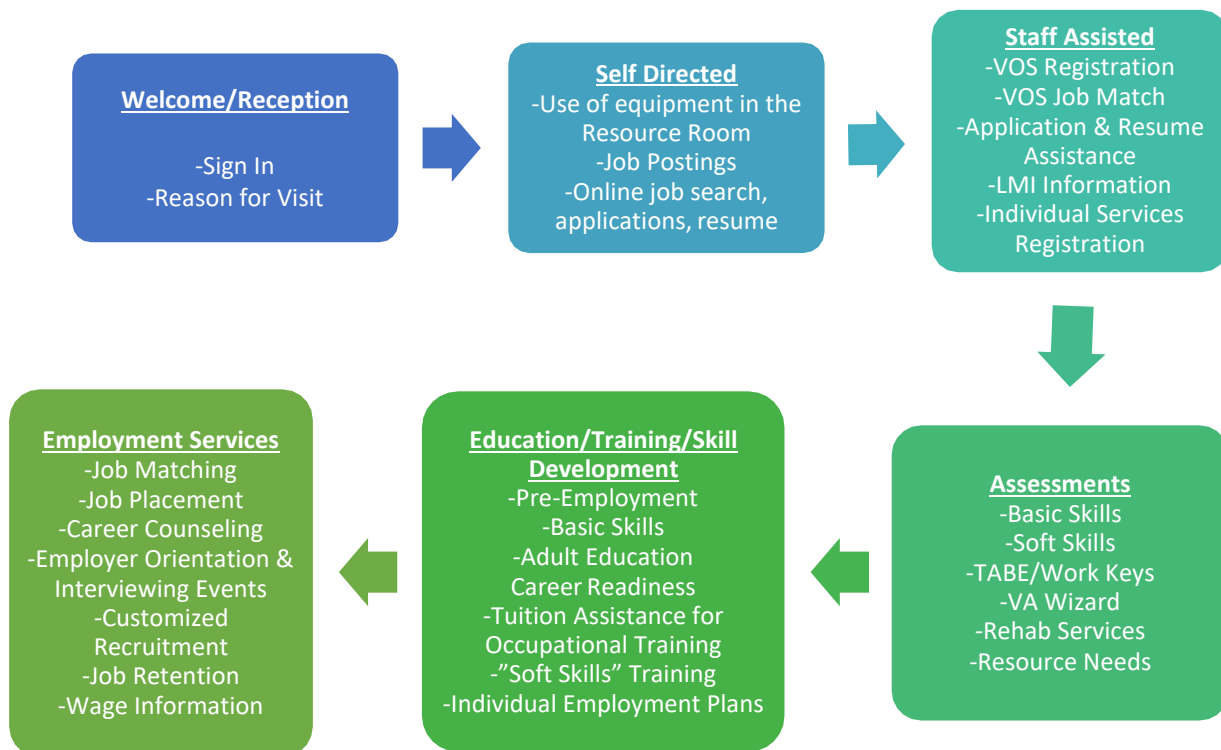 Welcome/Reception
-Sign In
-Reason for Visit
Self Directed
-Use of equipment in the
Resource Room
-Job Postings
-Online job search,
applications, resume
Staff Assisted
-VOS Registration
-VOS Job Match
-Application & Resume
Assistance
-LMI Information
-Individual Services
Registration
Assessments
-Basic Skills
-Soft Skills
-TABE/Work Keys
-VA Wizard
-Rehab Services
-Resource Needs
Education/Training/Skill
Development
-Pre-Employment
-Basic Skills
-Adult Education
Career Readiness
-Tuition Assistance for
Occupational Training
-”Soft Skills” Training
-Individual Employment Plans
Employment Services
-Job Matching
-Job Placement
-Career Counseling
-Employer Orientation &
Interviewing Events
-Customized
Recruitment
-Job Retention
-Wage Information